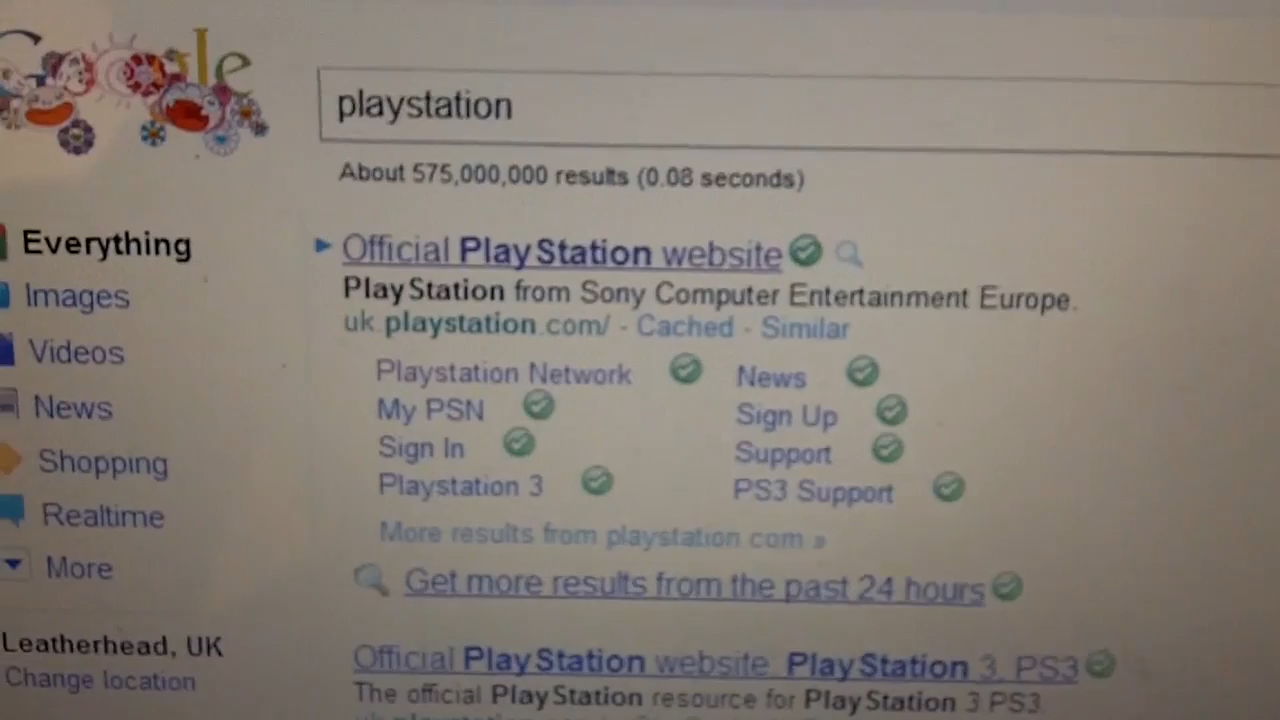 Google
playstation
About 575,000,000 results (0.08 seconds)
Everything
Images
Videos
News
Shopping
Realtime
More
Leatherhead, UK
Change location
Official PlayStation website
PlayStation from Sony Computer Entertainment Europe.
uk.playstation.com/ - Cached - Similar
Playstation Network News
My PSN Sign Up
Sign In Support
Playstation 3 PS3 Support
More results from playstation.com »
Get more results from the past 24 hours
Official PlayStation website PlayStation 3, PS3
The official PlayStation resource for PlayStation 3 PS3